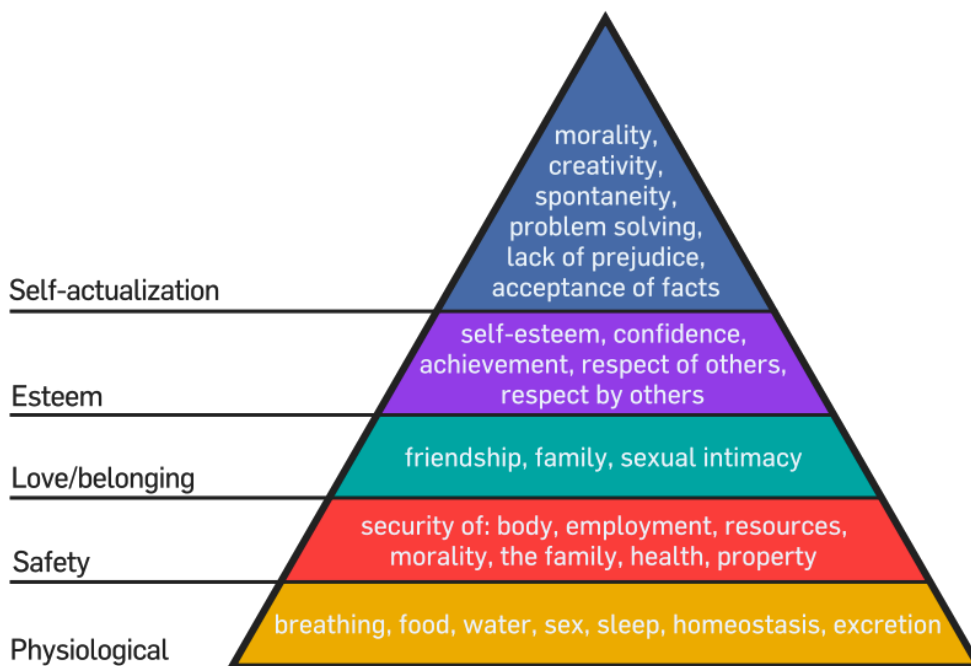 morality,
creativity,
spontaneity,
problem solving,
lack of prejudice,
acceptance of facts
Self-actualization
self-esteem, confidence,
achievement, respect of others,
respect by others
Esteem
friendship, family, sexual intimacy
Love/belonging
security of: body, employment, resources,
morality, the family, health, property
Safety
breathing, food, water, sex, sleep, homeostasis, excretion
Physiological